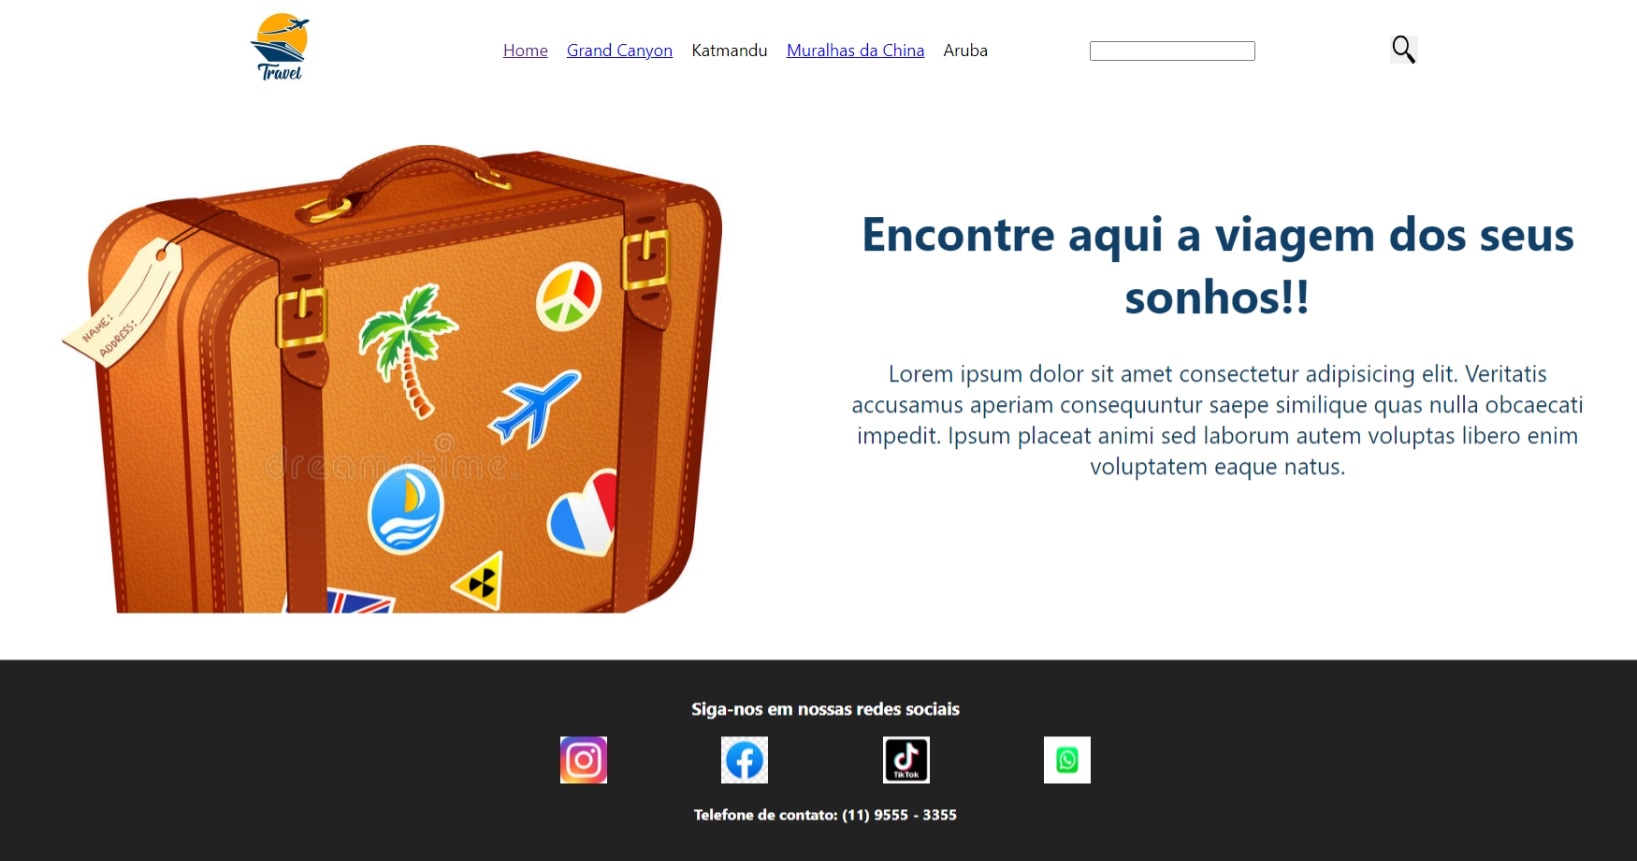 Travel
Home Grand Canyon Katmandu Muralhas da China Aruba
Encontre aqui a viagem dos seus
sonhos!!
NAME:
ADDRESS:
Lorem ipsum dolor sit amet consectetur adipisicing elit. Veritatis
accusamus aperiam consequuntur saepe similique quas nulla obcaecati
impedit. Ipsum placeat animi sed laborum autem voluptas libero enim
voluptatem eaque natus.
dreamstime
Siga-nos em nossas redes sociais
TikTok
Telefone de contato: (11) 9555 - 3355